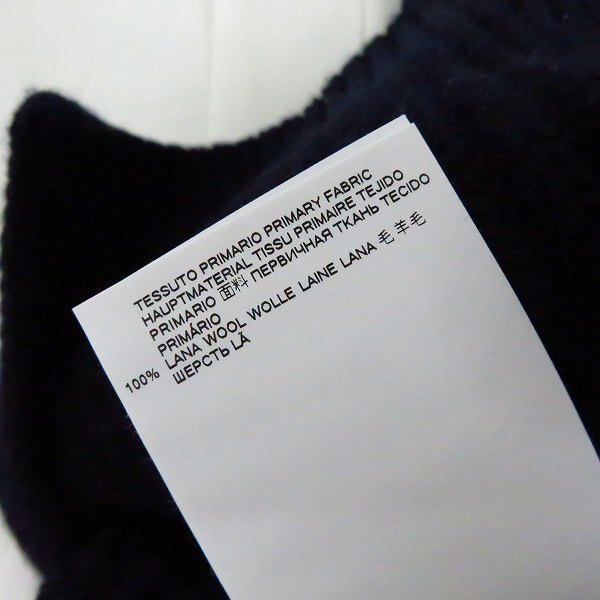 TESSUTO PRIMARIO PRIMARY FABRIC
HAUPTMATERIAL TISSU PRIMAIRE TEJIDO
PRIMARIO 面料 ПЕРВИЧНАЯ ТКАНЬ TECIDO
PRIMÁRIO
100% LANA WOOL WOLLE LAINE LANA 毛 羊毛
ШЕРСТЬ LÃ